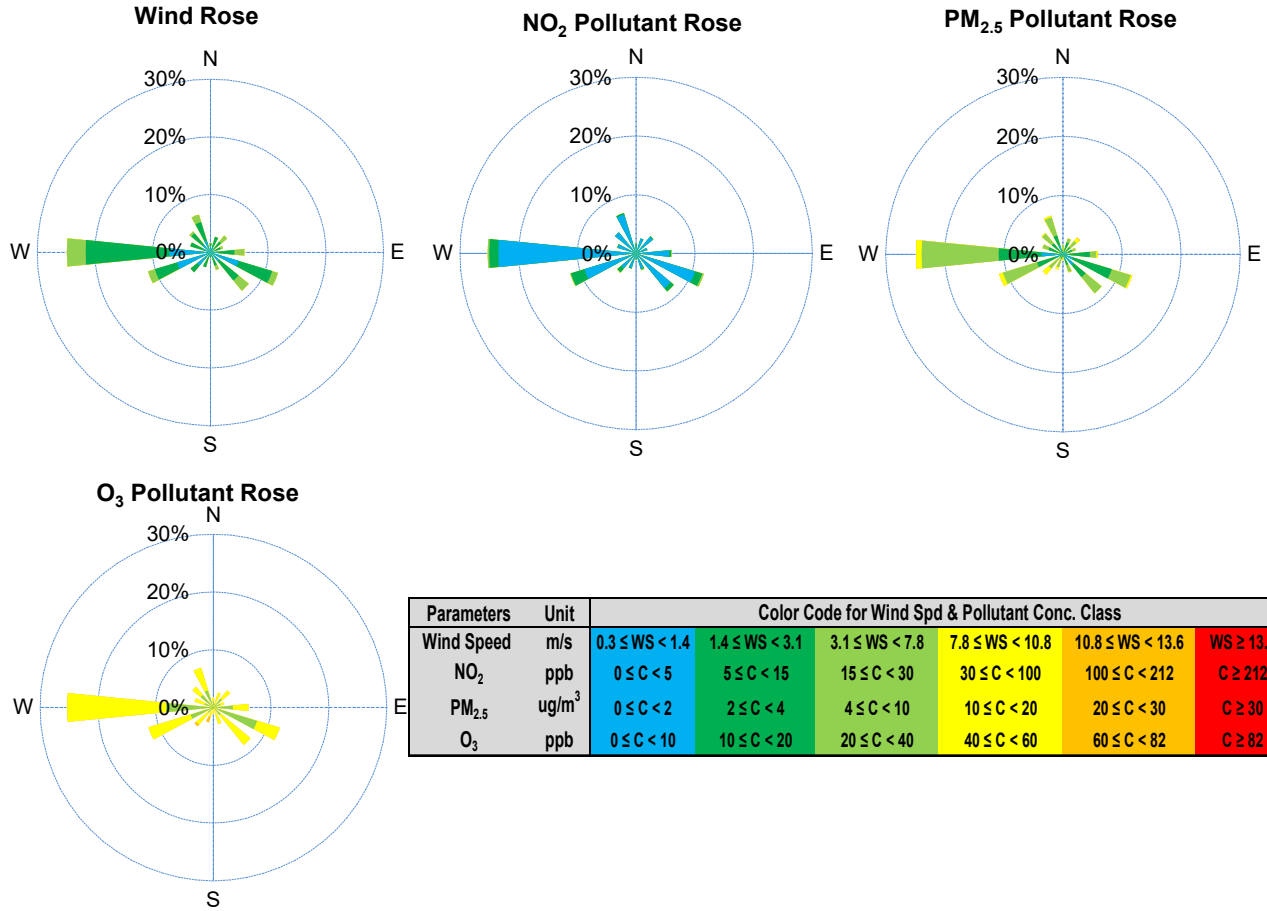 Wind Rose
N
30%
20%
10%
0%
W
E
S
NO₂ Pollutant Rose
N
30%
20%
10%
0%
W
E
S
PM₂.₅ Pollutant Rose
N
30%
20%
10%
0%
W
E
S
O₃ Pollutant Rose
N
30%
20%
10%
0%
W
E
S
Parameters Unit Color Code for Wind Spd & Pollutant Conc. Class
Wind Speed m/s 0.3 ≤ WS < 1.4 1.4 ≤ WS < 3.1 3.1 ≤ WS < 7.8 7.8 ≤ WS < 10.8 10.8 ≤ WS < 13.6 WS ≥ 13.
NO₂ ppb 0 ≤ C < 5 5 ≤ C < 15 15 ≤ C < 30 30 ≤ C < 100 100 ≤ C < 212 C ≥ 212
PM₂.₅ ug/m³ 0 ≤ C < 2 2 ≤ C < 4 4 ≤ C < 10 10 ≤ C < 20 20 ≤ C < 30 C ≥ 30
O₃ ppb 0 ≤ C < 10 10 ≤ C < 20 20 ≤ C < 40 40 ≤ C < 60 60 ≤ C < 82 C ≥ 82